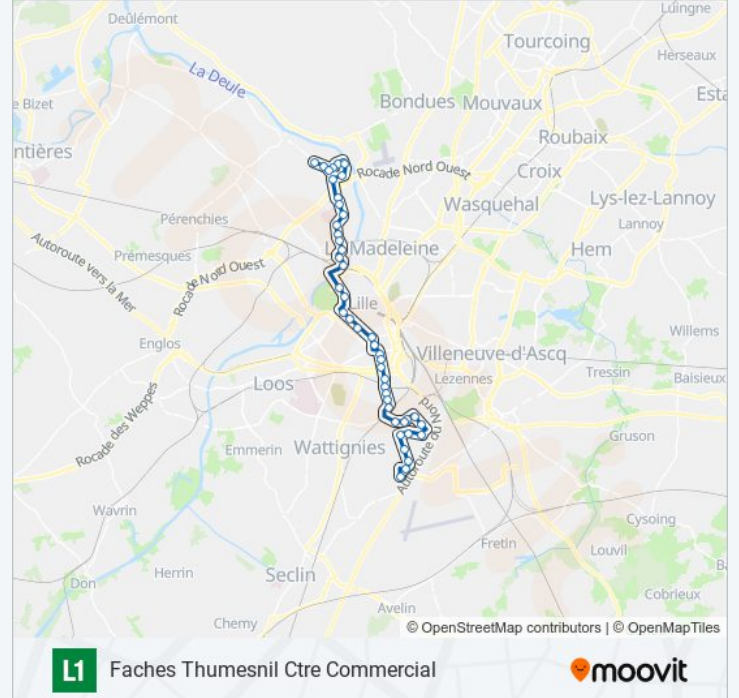 Luingne
Deûlémont
Tourcoing
Herseaux
La Deule
Esta
e Bizet
Bondues Mouvaux
Roubaix
ntières
Rocade Nord Ouest
Croix
Lys-lez-Lannoy
Wasquehal
Pérenchies
Lannoy
La Madeleine
Hem
Autoroute vers la Mer
Prémesques
Rocade Nord Ouest
Lille
Willems
Englos
Villeneuve-d'Ascq
Tressin
Loos
Lezennes
Baisieux
Rocade des Weppes
Autoroute du Nord
Gruson
Emmerin
Wattignies
Wavrin
Cysoing
Fretin
Louvil
Ba
Herrin
Seclin
Don
Cobrieux
Avelin
Chemy
© OpenStreetMap contributors | © OpenMapTiles
L1 Faches Thumesnil Ctre Commercial
moovit